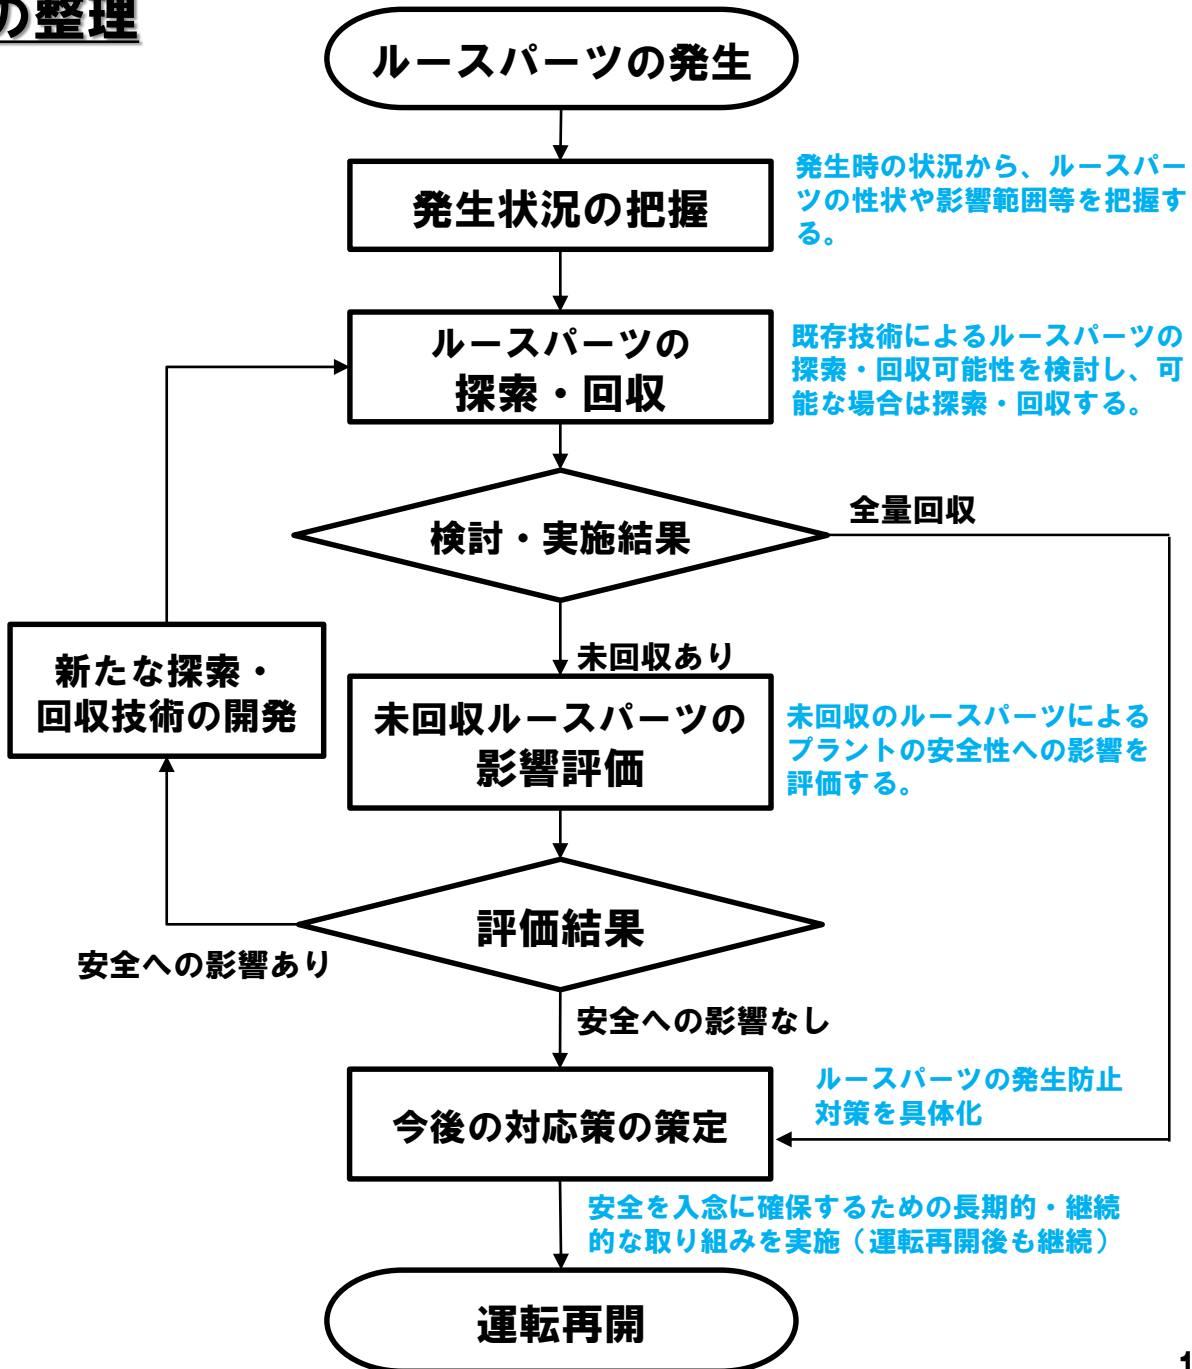 の整理
ルースパーツの発生
発生状況の把握
発生時の状況から、ルースパー
ツの性状や影響範囲等を把握す
る。
ルースパーツの
探索・回収
既存技術によるルースパーツの
探索・回収可能性を検討し、可
能な場合は探索・回収する。
検討・実施結果
全量回収
未回収あり
新たな探索・
回収技術の開発
未回収ルースパーツの
影響評価
未回収のルースパーツによる
プラントの安全性への影響を
評価する。
評価結果
安全への影響あり
安全への影響なし
今後の対応策の策定
ルースパーツの発生防止
対策を具体化
安全を入念に確保するための長期的・継続
的な取り組みを実施（運転再開後も継続）
運転再開